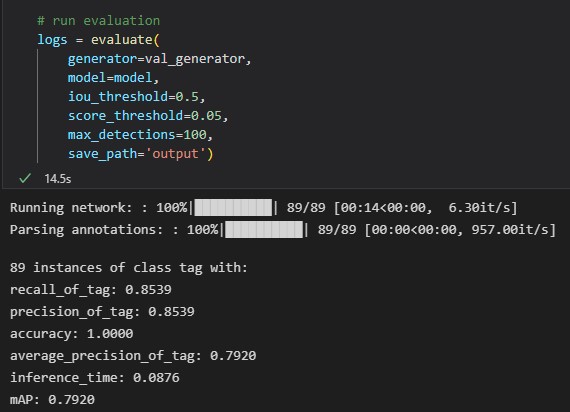 # run evaluation
logs = evaluate(
generator=val_generator,
model=model,
iou_threshold=0.5,
score_threshold=0.05,
max_detections=100,
save_path='output')
14.5s
Running network: : 100%|██████████| 89/89 [00:14<00:00,  6.30it/s]
Parsing annotations: : 100%|██████████| 89/89 [00:00<00:00, 957.00it/s]
89 instances of class tag with:
recall_of_tag: 0.8539
precision_of_tag: 0.8539
accuracy: 1.0000
average_precision_of_tag: 0.7920
inference_time: 0.0876
mAP: 0.7920